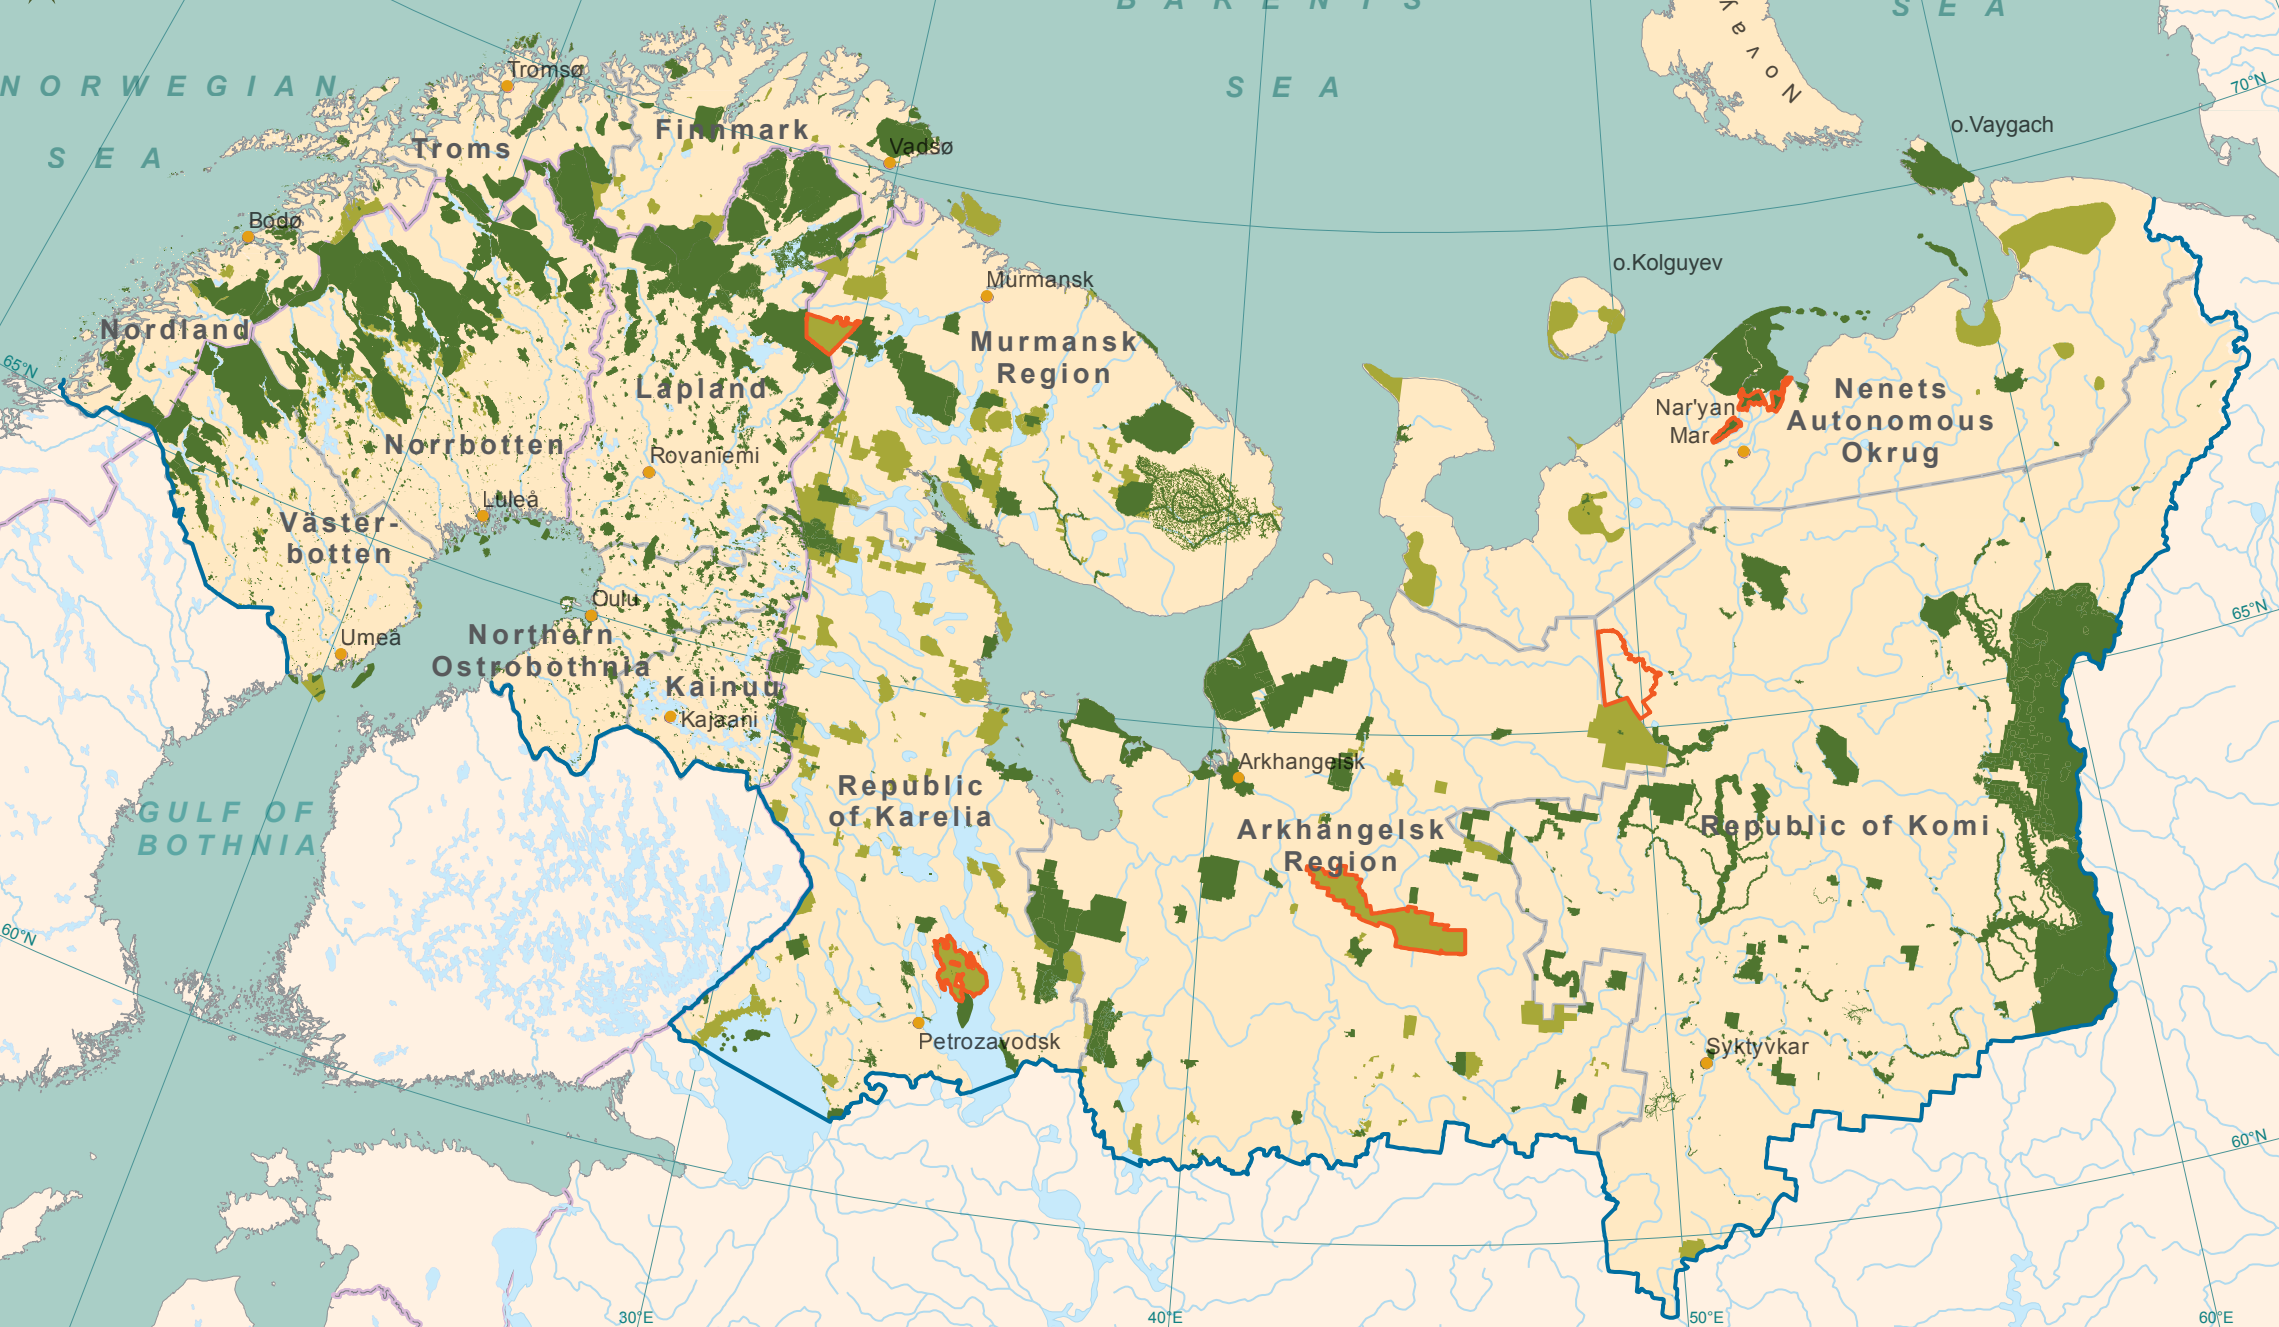 BARENTS
SEA
SEA
NORWEGIAN
SEA
Novay
70°N
Tromsø
Finnmark
Troms
Vadsø
o.Vaygach
Bodø
Murmansk
o.Kolguyev
Nordland
65°N
Murmansk
Region
Lapland
Nar'yan
Mar
Nenets
Autonomous
Okrug
Norrbotten
Rovaniemi
Luleå
Väster-
botten
Oulu
65°N
Umeå
Northern
Ostrobothnia
Kainuu
Kajaani
Arkhangelsk
Republic
of Karelia
GULF OF
BOTHNIA
Arkhangelsk
Region
Republic of Komi
60°N
Petrozavodsk
Syktyvkar
60°N
30°E
40°E
50°E
60°E